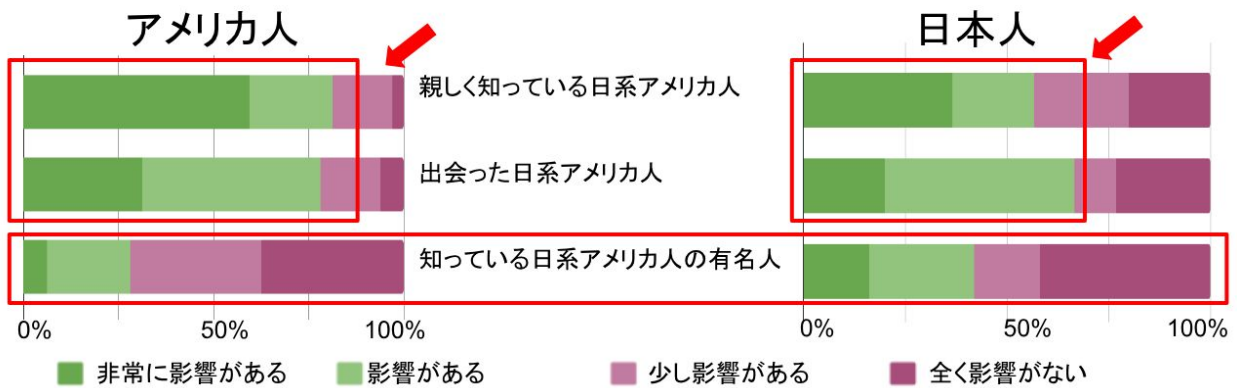 アメリカ人
日本人
親しく知っている日系アメリカ人
出会った日系アメリカ人
知っている日系アメリカ人の有名人
0% 50% 100%
0% 50% 100%
非常に影響がある 影響がある 少し影響がある 全く影響がない